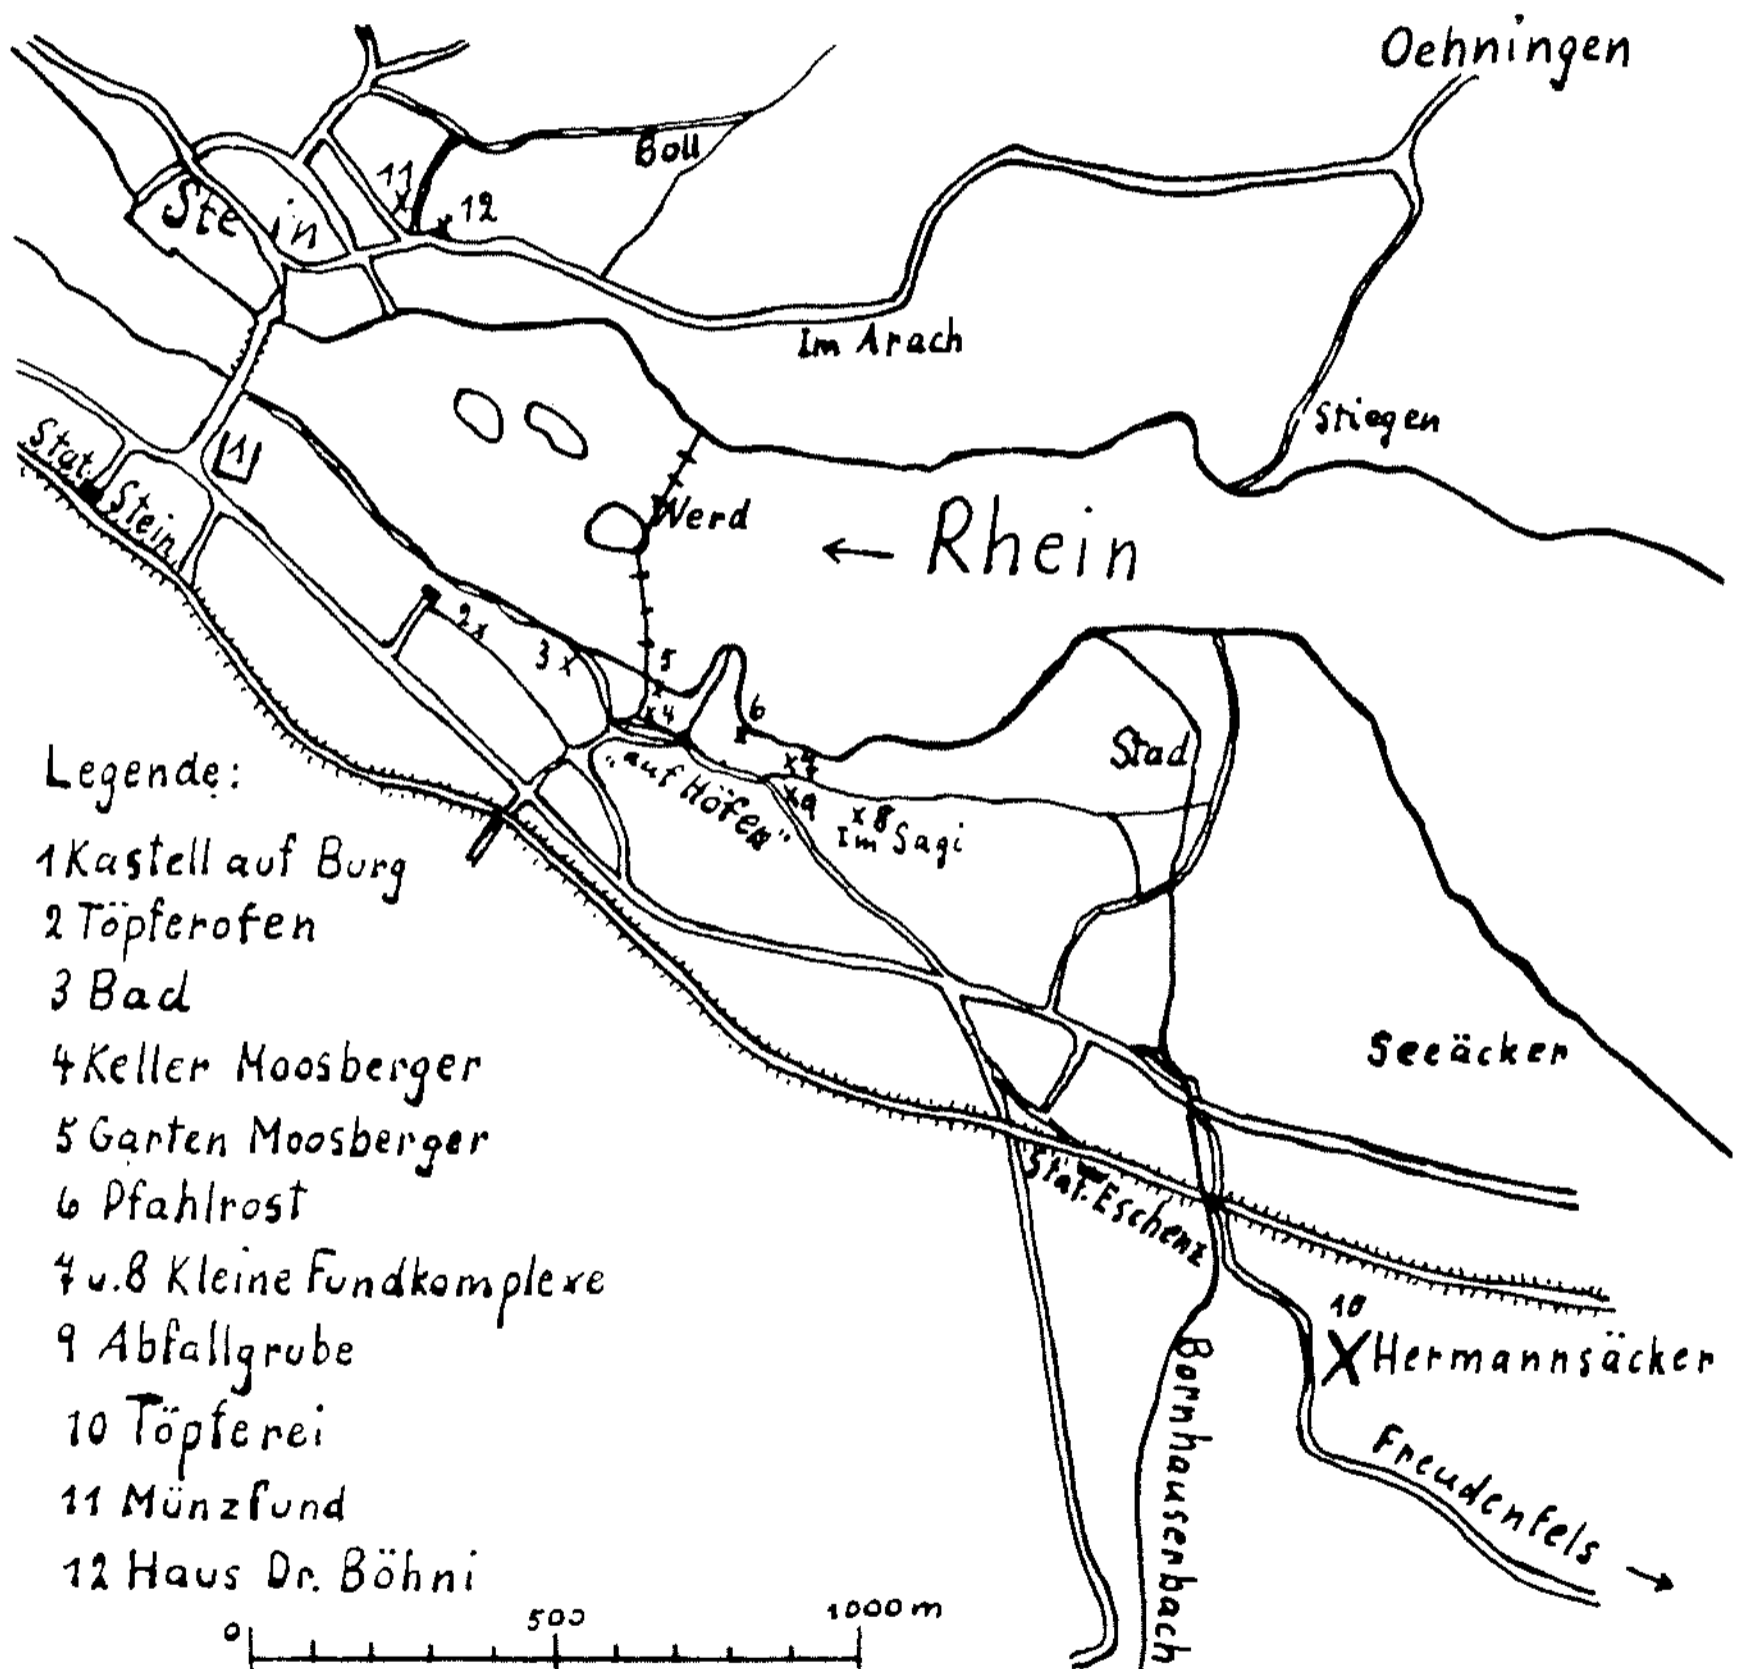 Oehningen
Boll
11
12
Stein
Im Arach
Stiegen
1
Stat. Stein
Werd
← Rhein
2
3
5
4
6
7
9
8
„auf Höfen"
Im Sagi
Stad
Seeäcker
Stat. Eschenz
10
Hermannsäcker
Bornhausenbach
Freudenfels →
Legende:
1 Kastell auf Burg
2 Töpferofen
3 Bad
4 Keller Moosberger
5 Garten Moosberger
6 Pfahlrost
7 u. 8 Kleine Fundkomplexe
9 Abfallgrube
10 Töpferei
11 Münzfund
12 Haus Dr. Böhni
0 500 1000 m